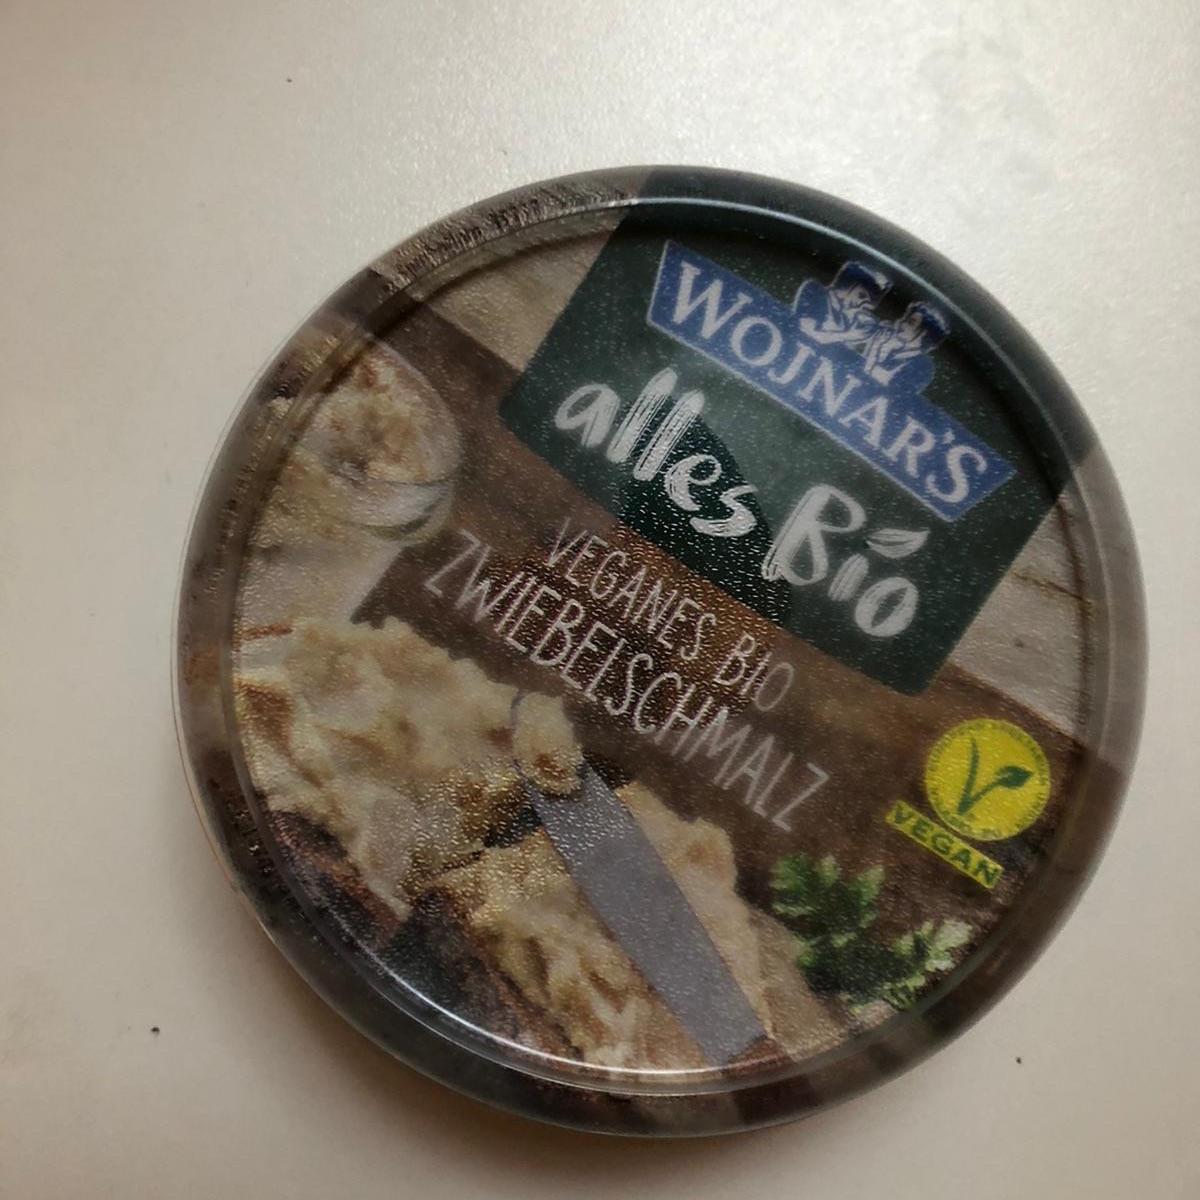 WOJNAR'S
alles Bio
VEGANES BIO
ZWIEBELSCHMALZ
VEGAN